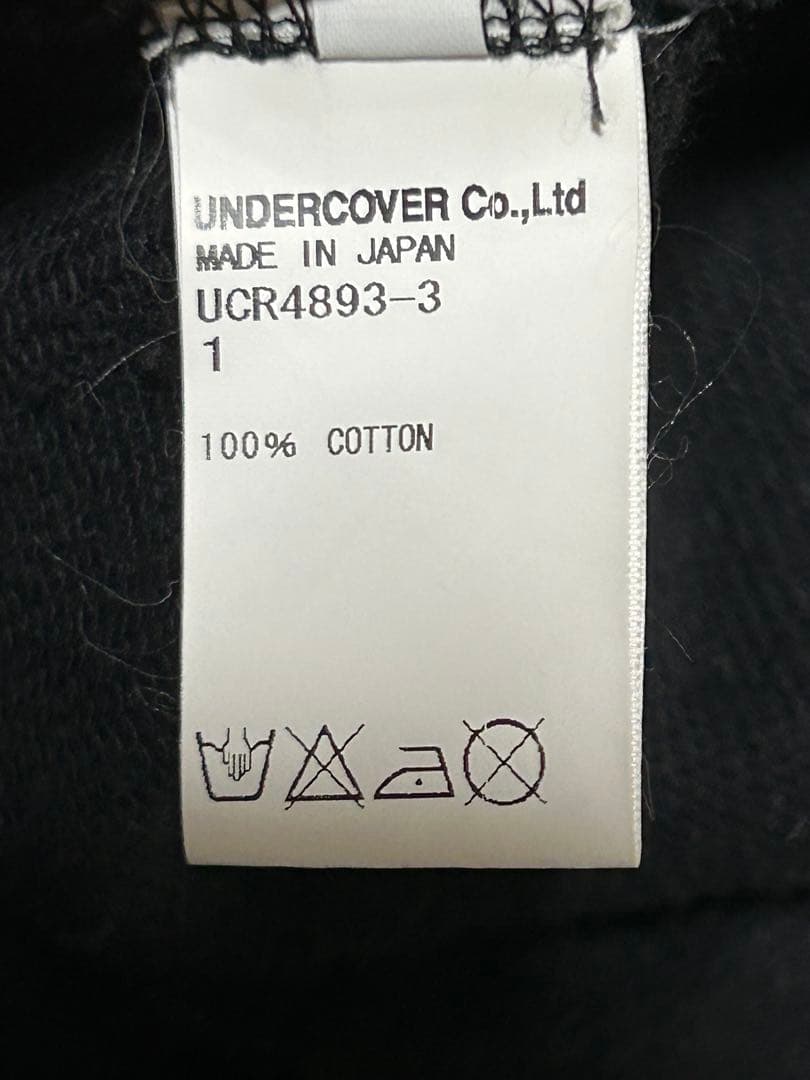 UNDERCOVER Co.,Ltd
MADE IN JAPAN
UCR4893-3
1
100% COTTON